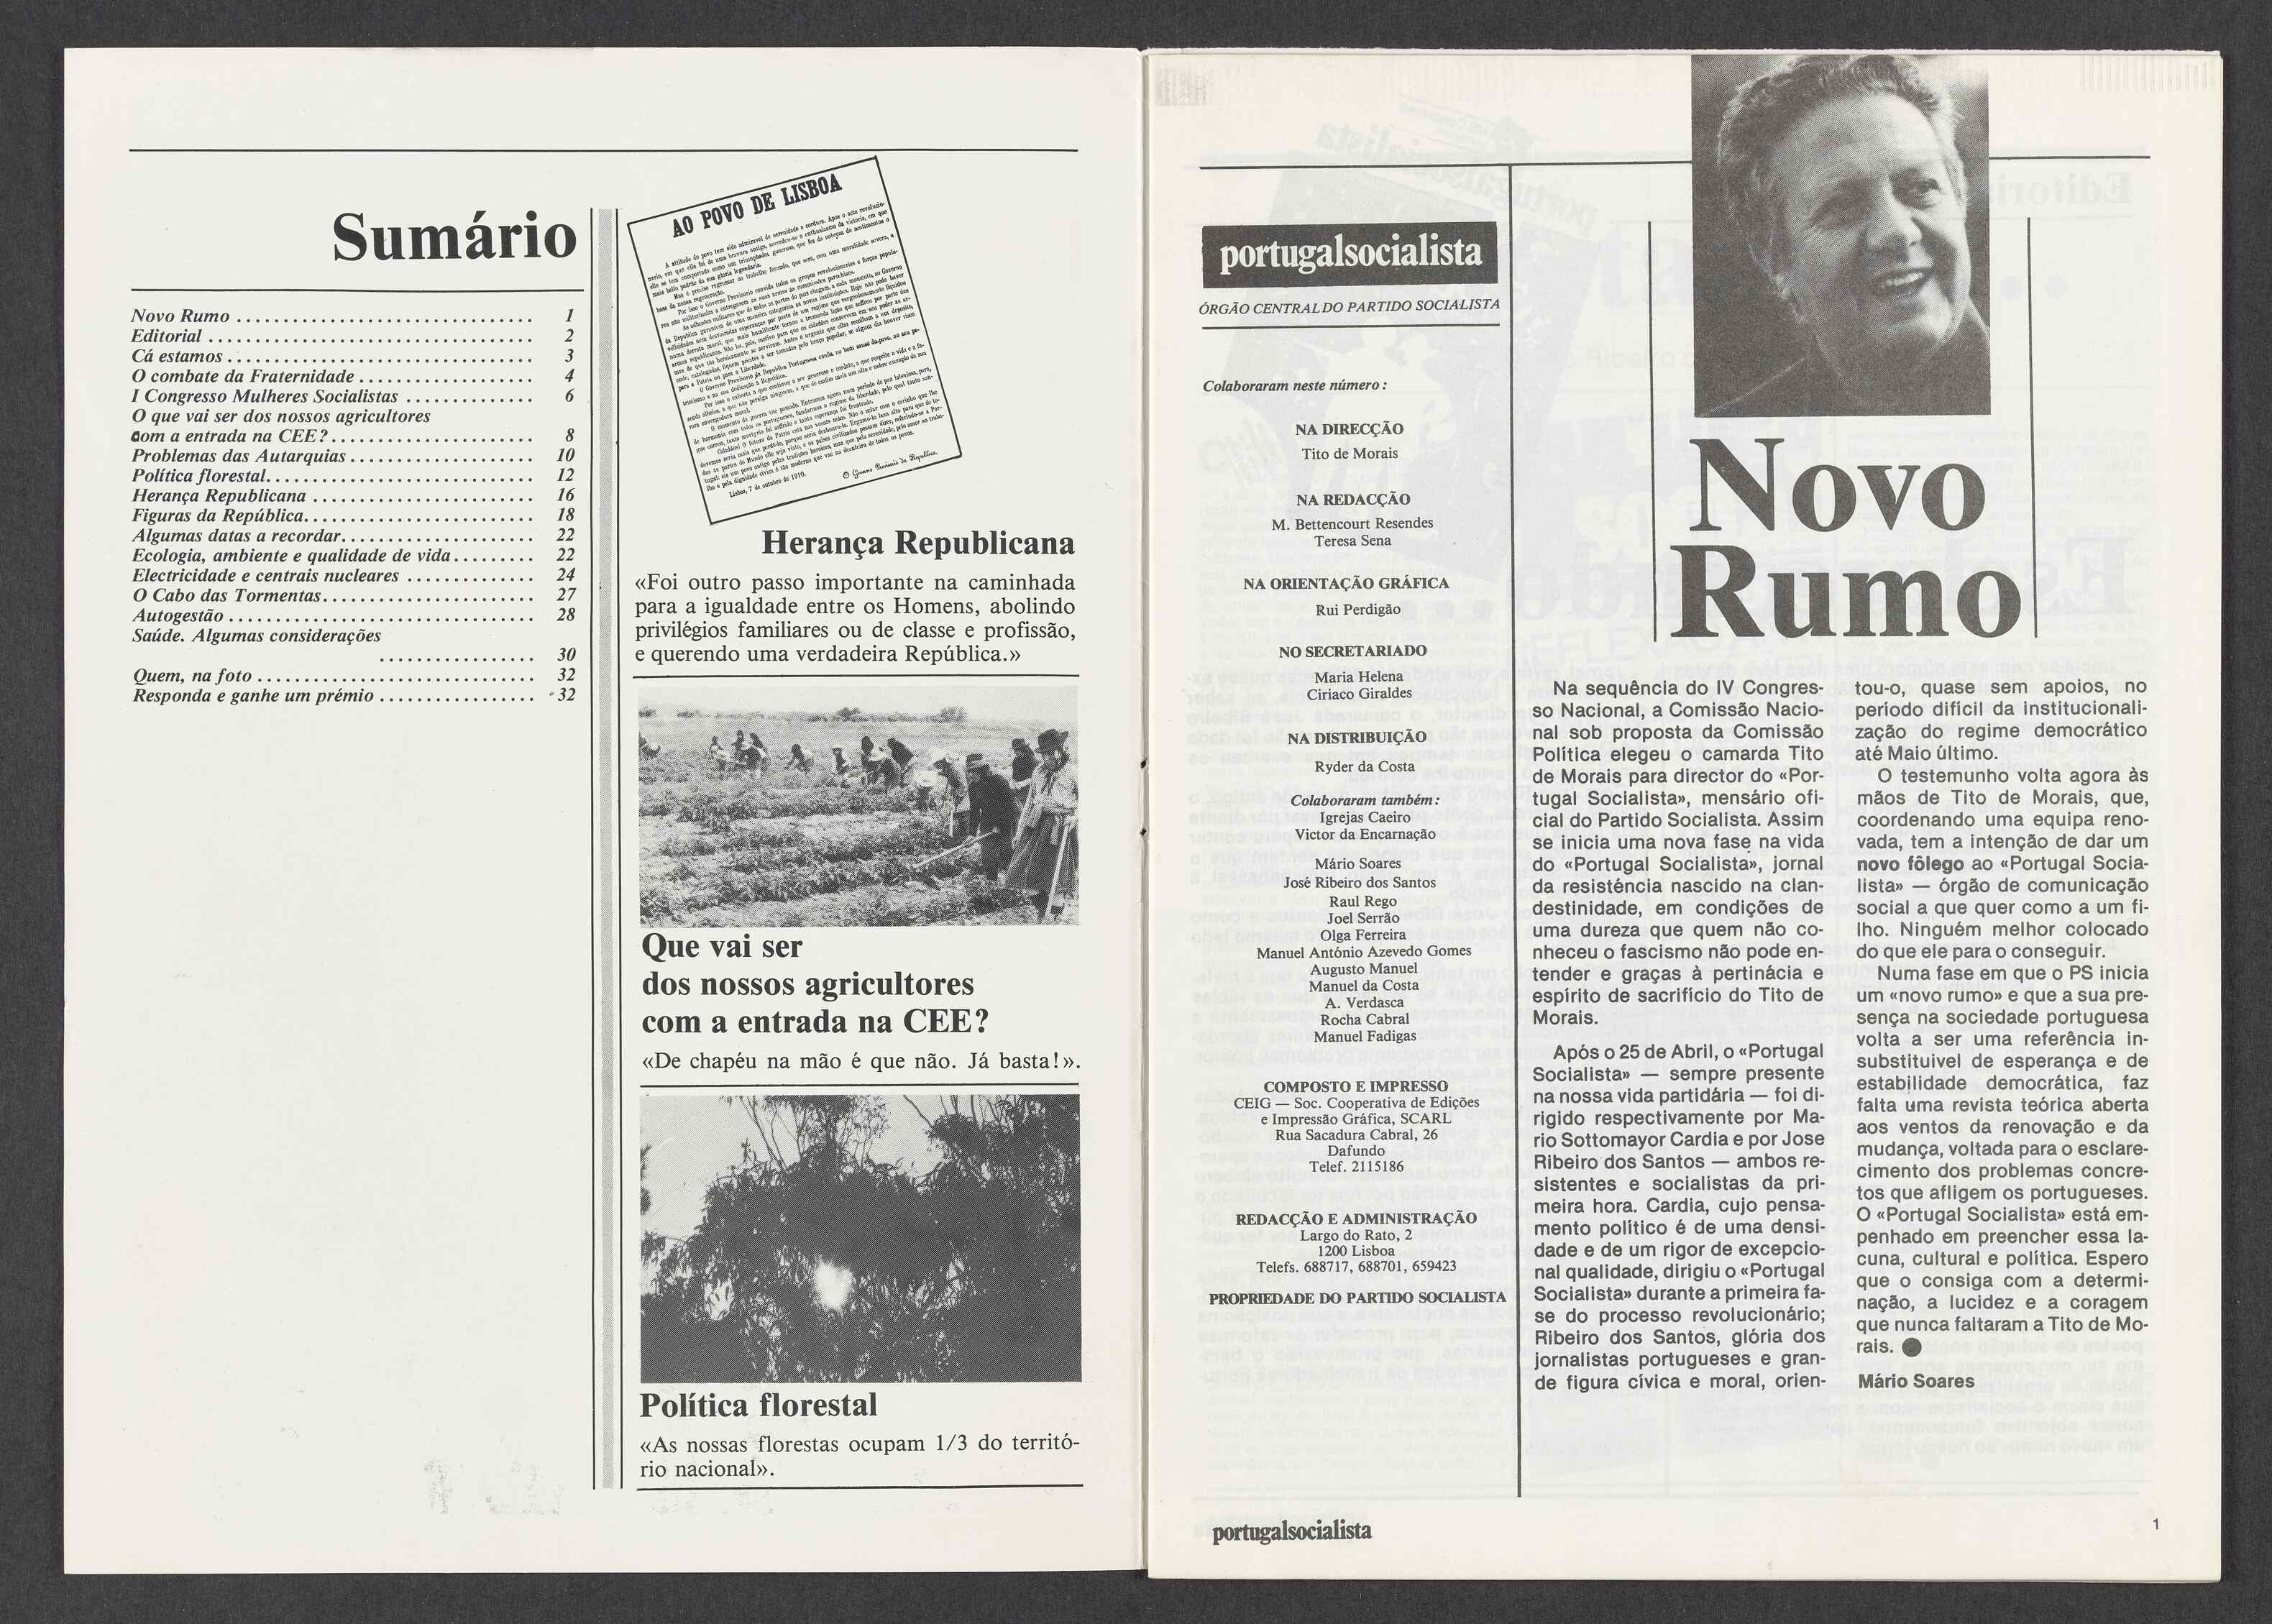 Sumário
Novo Rumo ................................ 1
Editorial .................................. 2
Cá estamos ................................ 3
O combate da Fraternidade ................... 4
I Congresso Mulheres Socialistas .............. 6
O que vai ser dos nossos agricultores
com a entrada na CEE? ...................... 8
Problemas das Autarquias .................... 10
Política florestal............................ 12
Herança Republicana ........................ 16
Figuras da República........................ 18
Algumas datas a recordar..................... 22
Ecologia, ambiente e qualidade de vida ......... 22
Electricidade e centrais nucleares .............. 24
O Cabo das Tormentas....................... 27
Autogestão ................................ 28
Saúde. Algumas considerações
................. 30
Quem, na foto ............................. 32
Responda e ganhe um prémio ................. 32
AO POVO DE LISBOA
Lisboa, 7 de outubro de 1910.
Herança Republicana
«Foi outro passo importante na caminhada
para a igualdade entre os Homens, abolindo
privilégios familiares ou de classe e profissão,
e querendo uma verdadeira República.»
Que vai ser
dos nossos agricultores
com a entrada na CEE?
«De chapéu na mão é que não. Já basta!».
Política florestal
«As nossas florestas ocupam 1/3 do territó-
rio nacional».
portugalsocialista
ÓRGÃO CENTRAL DO PARTIDO SOCIALISTA
Colaboraram neste número :
NA DIRECÇÃO
Tito de Morais
NA REDACÇÃO
M. Bettencourt Resendes
Teresa Sena
NA ORIENTAÇÃO GRÁFICA
Rui Perdigão
NO SECRETARIADO
Maria Helena
Ciriaco Giraldes
NA DISTRIBUIÇÃO
Ryder da Costa
Colaboraram também :
Igrejas Caeiro
Victor da Encarnação
Mário Soares
José Ribeiro dos Santos
Raul Rego
Joel Serrão
Olga Ferreira
Manuel António Azevedo Gomes
Augusto Manuel
Manuel da Costa
A. Verdasca
Rocha Cabral
Manuel Fadigas
COMPOSTO E IMPRESSO
CEIG — Soc. Cooperativa de Edições
e Impressão Gráfica, SCARL
Rua Sacadura Cabral, 26
Dafundo
Telef. 2115186
REDACÇÃO E ADMINISTRAÇÃO
Largo do Rato, 2
1200 Lisboa
Telefs. 688717, 688701, 659423
PROPRIEDADE DO PARTIDO SOCIALISTA
Novo
Rumo
Na sequência do IV Congres-
so Nacional, a Comissão Nacio-
nal sob proposta da Comissão
Política elegeu o camarda Tito
de Morais para director do «Por-
tugal Socialista», mensário ofi-
cial do Partido Socialista. Assim
se inicia uma nova fase na vida
do «Portugal Socialista», jornal
da resistência nascido na clan-
destinidade, em condições de
uma dureza que quem não co-
nheceu o fascismo não pode en-
tender e graças à pertinácia e
espírito de sacrifício do Tito de
Morais.
Após o 25 de Abril, o «Portugal
Socialista» — sempre presente
na nossa vida partidária — foi di-
rigido respectivamente por Ma-
rio Sottomayor Cardia e por Jose
Ribeiro dos Santos — ambos re-
sistentes e socialistas da pri-
meira hora. Cardia, cujo pensa-
mento político é de uma densi-
dade e de um rigor de excepcio-
nal qualidade, dirigiu o «Portugal
Socialista» durante a primeira fa-
se do processo revolucionário;
Ribeiro dos Santos, glória dos
jornalistas portugueses e gran-
de figura cívica e moral, orien-
tou-o, quase sem apoios, no
período difícil da institucionali-
zação do regime democrático
até Maio último.
O testemunho volta agora às
mãos de Tito de Morais, que,
coordenando uma equipa reno-
vada, tem a intenção de dar um
novo fôlego ao «Portugal Socia-
lista» — órgão de comunicação
social a que quer como a um fi-
lho. Ninguém melhor colocado
do que ele para o conseguir.
Numa fase em que o PS inicia
um «novo rumo» e que a sua pre-
sença na sociedade portuguesa
volta a ser uma referência in-
substituivel de esperança e de
estabilidade democrática, faz
falta uma revista teórica aberta
aos ventos da renovação e da
mudança, voltada para o esclare-
cimento dos problemas concre-
tos que afligem os portugueses.
O «Portugal Socialista» está em-
penhado em preencher essa la-
cuna, cultural e política. Espero
que o consiga com a determi-
nação, a lucidez e a coragem
que nunca faltaram a Tito de Mo-
rais.
Mário Soares
portugalsocialista
1